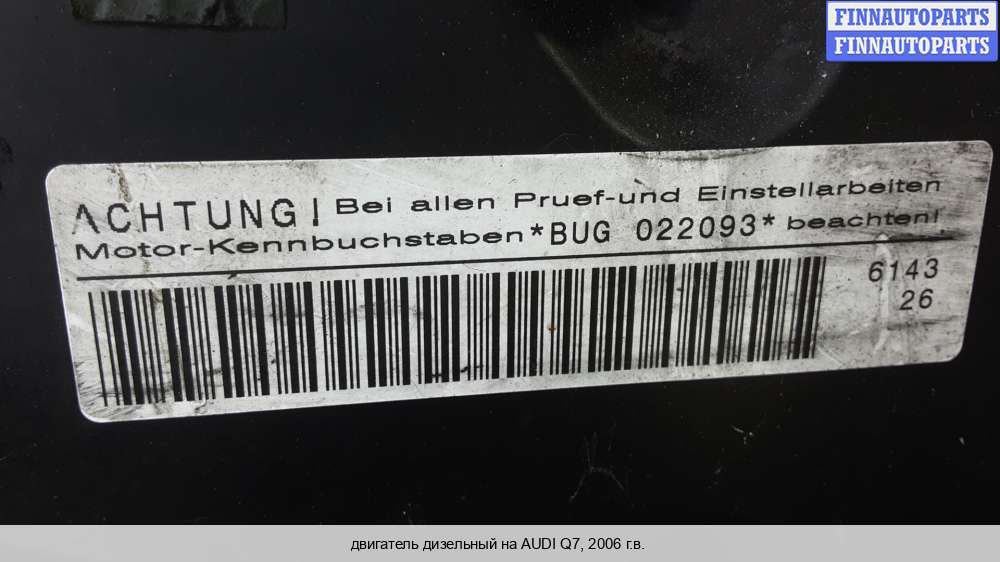 FINNAUTOPARTS
FINNAUTOPARTS
ACHTUNG! Bei allen Pruef-und Einstellarbeiten
Motor-Kennbuchstaben *BUG 022093* beachten!
6143
26
двигатель дизельный на AUDI Q7, 2006 г.в.